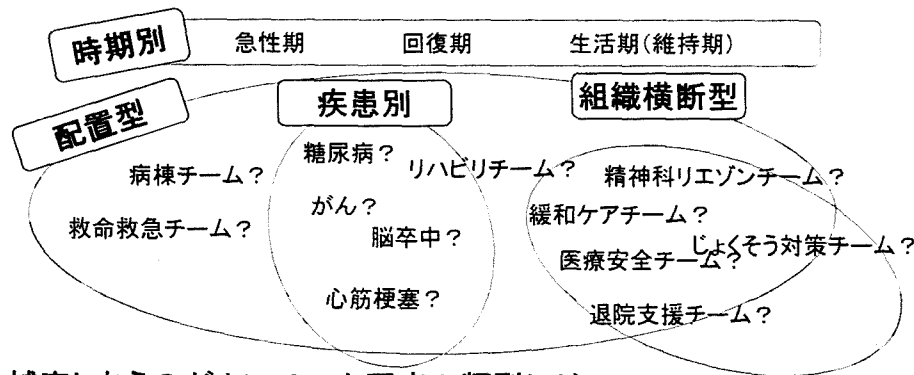 時期別 急性期 回復期 生活期(維持期)
配置型 疾患別 組織横断型
糖尿病?
リハビリチーム?
病棟チーム?
精神科リエゾンチーム?
がん?
緩和ケアチーム?
救命救急チーム?
脳卒中?
じょくそう対策チーム?
医療安全チーム?
心筋梗塞?
退院支援チーム?